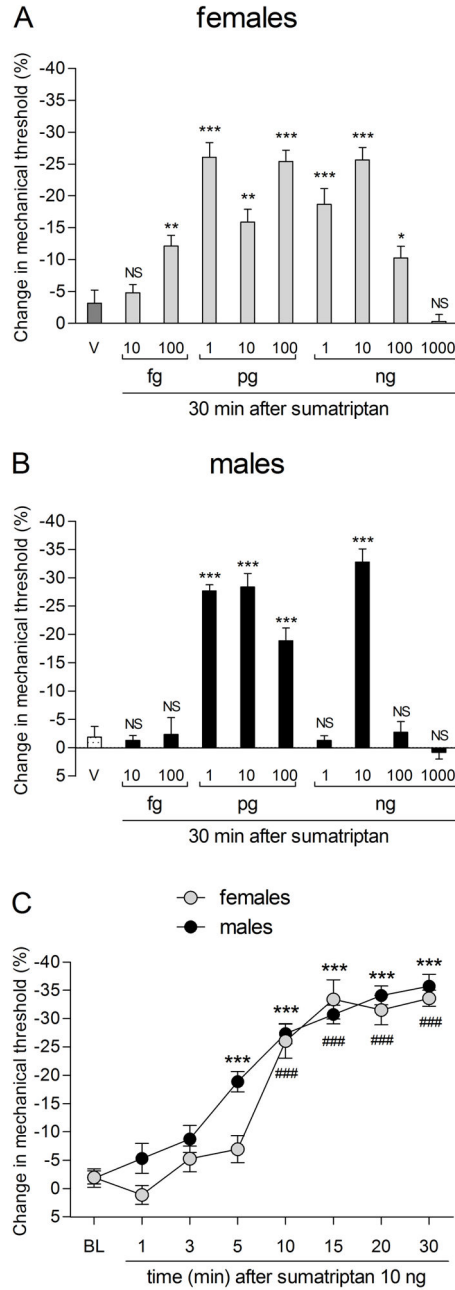 A females
Change in mechanical threshold (%)
-40
-35
-30
-25
-20
-15
-10
-5
0
***
***
***
***
**
**
*
NS
NS
V 10 100 1 10 100 1 10 100 1000
fg pg ng
30 min after sumatriptan
B males
Change in mechanical threshold (%)
-40
-35
-30
-25
-20
-15
-10
-5
0
5
***
***
***
***
NS
NS
NS
NS
NS
V 10 100 1 10 100 1 10 100 1000
fg pg ng
30 min after sumatriptan
C
females
males
Change in mechanical threshold (%)
-40
-35
-30
-25
-20
-15
-10
-5
0
5
*** *** *** *** ***
### ### ### ###
BL 1 3 5 10 15 20 30
time (min) after sumatriptan 10 ng